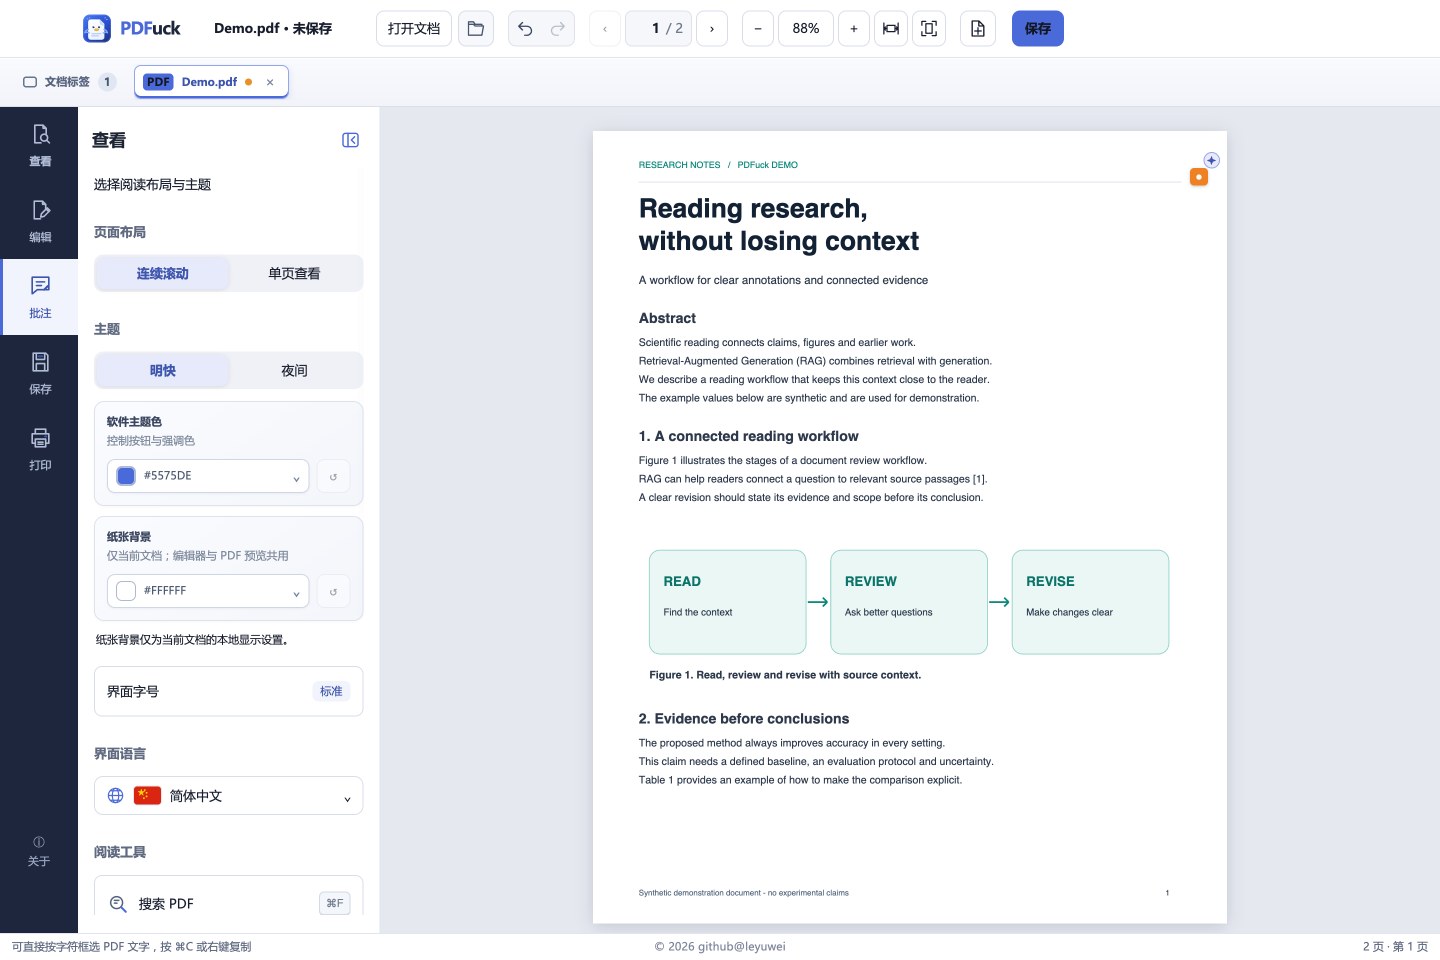 PDFuck
Demo.pdf • 未保存
打开文档
1 / 2
88%
保存
文档标签 1
PDF Demo.pdf
查看
编辑
批注
保存
打印
关于
查看
选择阅读布局与主题
页面布局
连续滚动 单页查看
主题
明快 夜间
软件主题色
控制按钮与强调色
#5575DE
纸张背景
仅当前文档；编辑器与 PDF 预览共用
#FFFFFF
纸张背景仅为当前文档的本地显示设置。
界面字号 标准
界面语言
简体中文
阅读工具
搜索 PDF ⌘F
RESEARCH NOTES / PDFuck DEMO
Reading research,
without losing context
A workflow for clear annotations and connected evidence
Abstract
Scientific reading connects claims, figures and earlier work.
Retrieval-Augmented Generation (RAG) combines retrieval with generation.
We describe a reading workflow that keeps this context close to the reader.
The example values below are synthetic and are used for demonstration.
1. A connected reading workflow
Figure 1 illustrates the stages of a document review workflow.
RAG can help readers connect a question to relevant source passages [1].
A clear revision should state its evidence and scope before its conclusion.
READ
Find the context
REVIEW
Ask better questions
REVISE
Make changes clear
Figure 1. Read, review and revise with source context.
2. Evidence before conclusions
The proposed method always improves accuracy in every setting.
This claim needs a defined baseline, an evaluation protocol and uncertainty.
Table 1 provides an example of how to make the comparison explicit.
Synthetic demonstration document - no experimental claims 1
可直接按字符框选 PDF 文字，按 ⌘C 或右键复制
© 2026 github@leyuwei
2 页 · 第 1 页